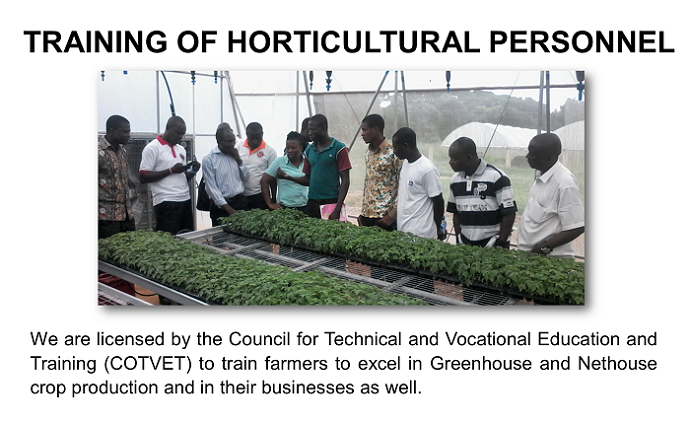 TRAINING OF HORTICULTURAL PERSONNEL
We are licensed by the Council for Technical and Vocational Education and
Training (COTVET) to train farmers to excel in Greenhouse and Nethouse
crop production and in their businesses as well.